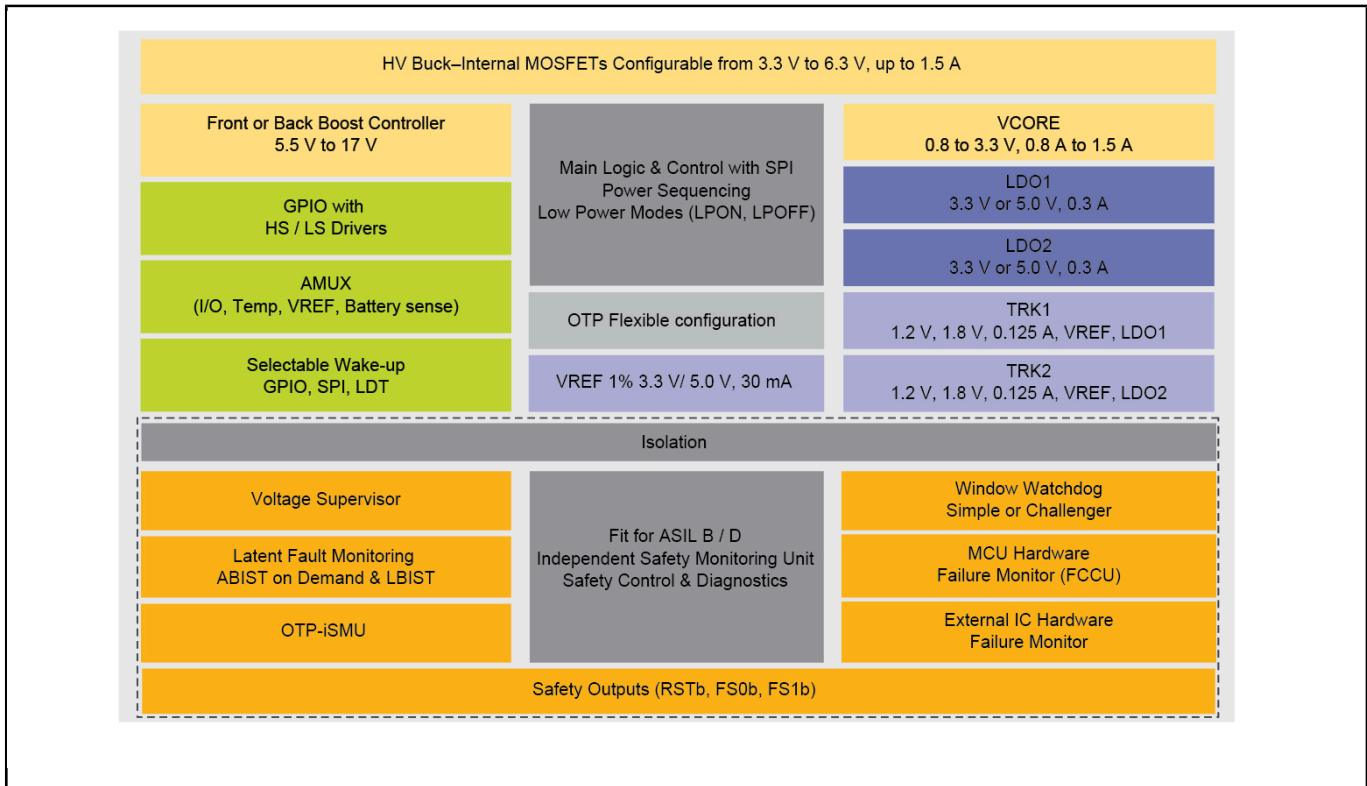 HV Buck–Internal MOSFETs Configurable from 3.3 V to 6.3 V, up to 1.5 A
Front or Back Boost Controller
5.5 V to 17 V
GPIO with
HS / LS Drivers
AMUX
(I/O, Temp, VREF, Battery sense)
Selectable Wake-up
GPIO, SPI, LDT
Main Logic & Control with SPI
Power Sequencing
Low Power Modes (LPON, LPOFF)
OTP Flexible configuration
VREF 1% 3.3 V/ 5.0 V, 30 mA
VCORE
0.8 to 3.3 V, 0.8 A to 1.5 A
LDO1
3.3 V or 5.0 V, 0.3 A
LDO2
3.3 V or 5.0 V, 0.3 A
TRK1
1.2 V, 1.8 V, 0.125 A, VREF, LDO1
TRK2
1.2 V, 1.8 V, 0.125 A, VREF, LDO2
Isolation
Voltage Supervisor
Latent Fault Monitoring
ABIST on Demand & LBIST
OTP-iSMU
Fit for ASIL B / D
Independent Safety Monitoring Unit
Safety Control & Diagnostics
Window Watchdog
Simple or Challenger
MCU Hardware
Failure Monitor (FCCU)
External IC Hardware
Failure Monitor
Safety Outputs (RSTb, FS0b, FS1b)